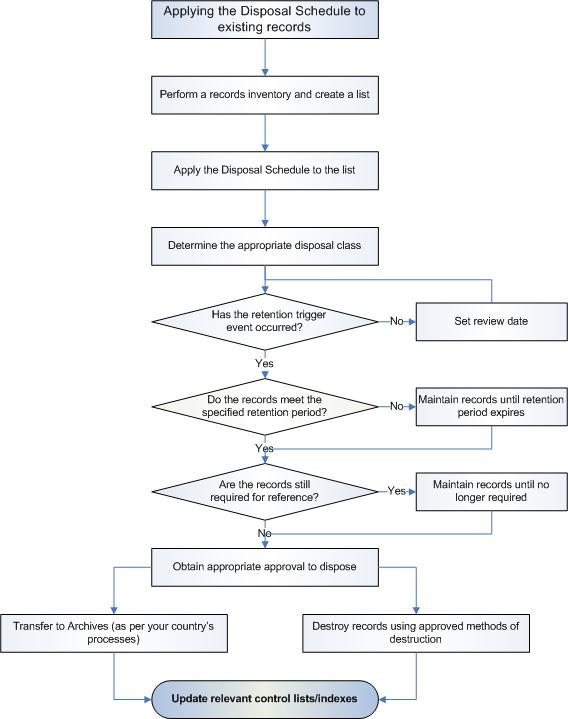 Applying the Disposal Schedule to
existing records
Perform a records inventory and create a list
Apply the Disposal Schedule to the list
Determine the appropriate disposal class
Has the retention trigger
event occurred?
No
Set review date
Yes
Do the records meet the
specified retention period?
No
Maintain records until retention
period expires
Yes
Are the records still
required for reference?
Yes
Maintain records until no
longer required
No
Obtain appropriate approval to dispose
Transfer to Archives (as per your country's
processes)
Destroy records using approved methods of
destruction
Update relevant control lists/indexes